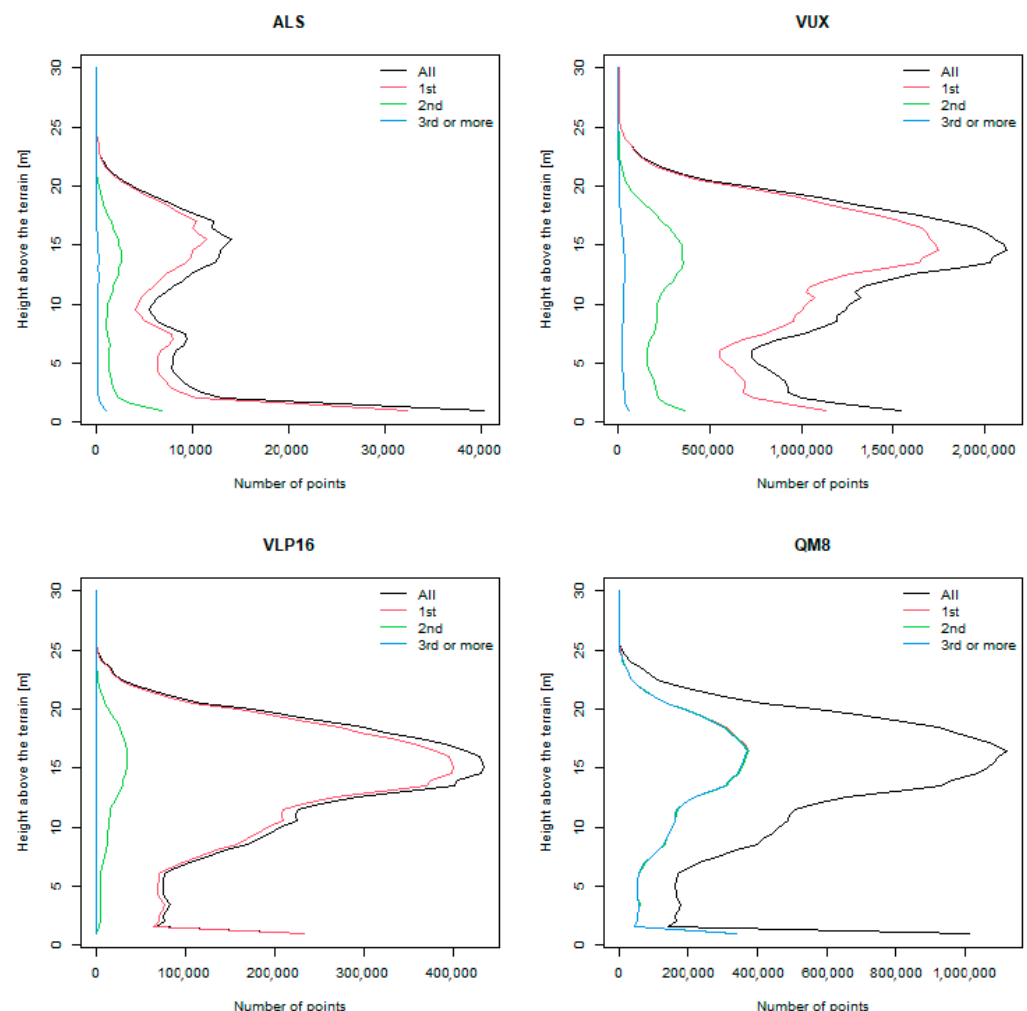 ALS
All
1st
2nd
3rd or more
Height above the terrain [m]
0
5
10
15
20
25
30
0
10,000
20,000
30,000
40,000
Number of points
VUX
All
1st
2nd
3rd or more
Height above the terrain [m]
0
5
10
15
20
25
30
0
500,000
1,000,000
1,500,000
2,000,000
Number of points
VLP16
All
1st
2nd
3rd or more
Height above the terrain [m]
0
5
10
15
20
25
30
0
100,000
200,000
300,000
400,000
Number of points
QM8
All
1st
2nd
3rd or more
Height above the terrain [m]
0
5
10
15
20
25
30
0
200,000
400,000
600,000
800,000
1,000,000
Number of points